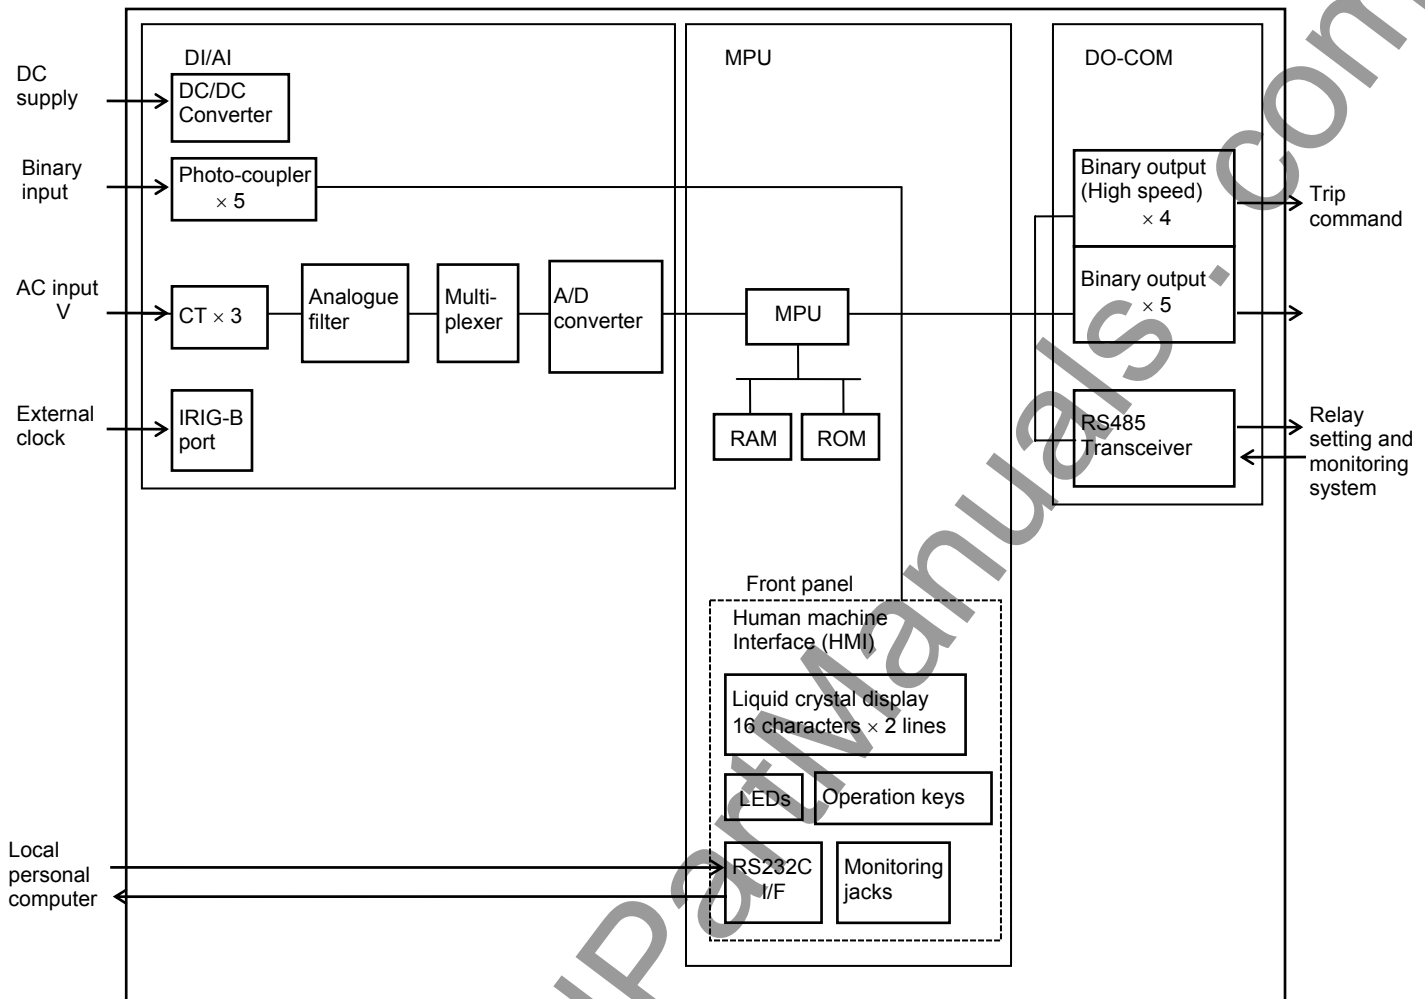 DI/AI
MPU
DO-COM
DC
supply
DC/DC
Converter
Binary
input
Photo-coupler
× 5
Binary output
(High speed)
× 4
Trip
command
AC input
V
CT × 3
Analogue
filter
Multi-
plexer
A/D
converter
MPU
Binary output
× 5
External
clock
IRIG-B
port
RAM
ROM
RS485
Transceiver
Relay
setting and
monitoring
system
Front panel
Human machine
Interface (HMI)
Liquid crystal display
16 characters × 2 lines
LEDs
Operation keys
Local
personal
computer
RS232C
I/F
Monitoring
jacks